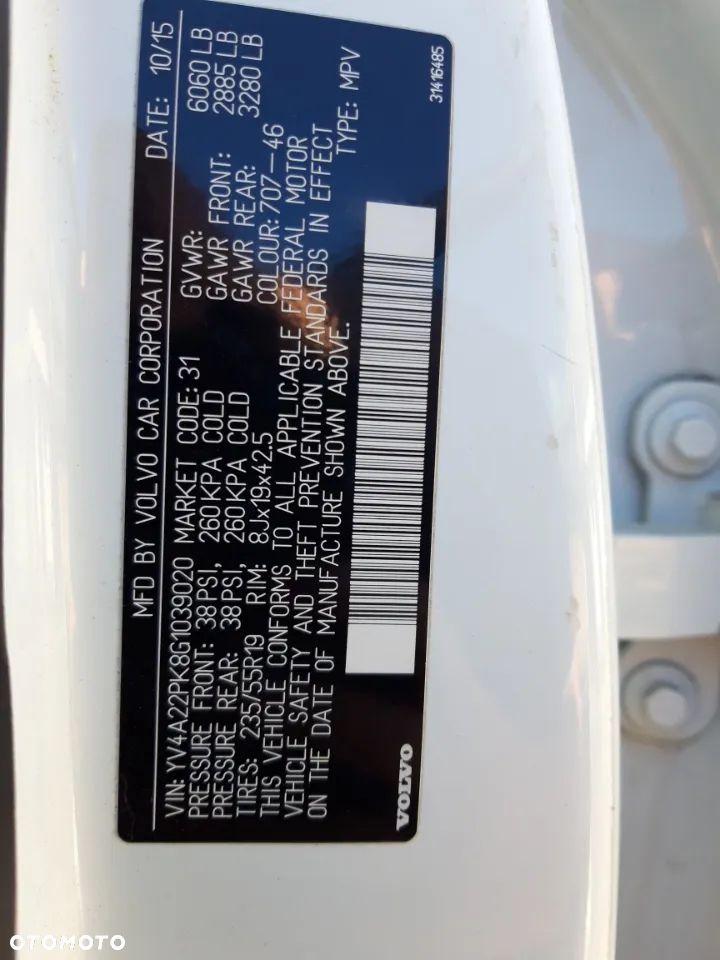 MFD BY VOLVO CAR CORPORATION DATE: 10/15
VIN: YV4A22PK8G1039020 MARKET CODE: 31 GVWR: 6060 LB
PRESSURE FRONT: 38 PSI, 260 KPA COLD GAWR FRONT: 2885 LB
PRESSURE REAR: 38 PSI, 260 KPA COLD GAWR REAR: 3280 LB
TIRES: 235/55R19 RIM: 8Jx19x42.5 COLOUR: 707-46
THIS VEHICLE CONFORMS TO ALL APPLICABLE FEDERAL MOTOR
VEHICLE SAFETY AND THEFT PREVENTION STANDARDS IN EFFECT
ON THE DATE OF MANUFACTURE SHOWN ABOVE. TYPE: MPV
VOLVO
31416485
OTOMOTO